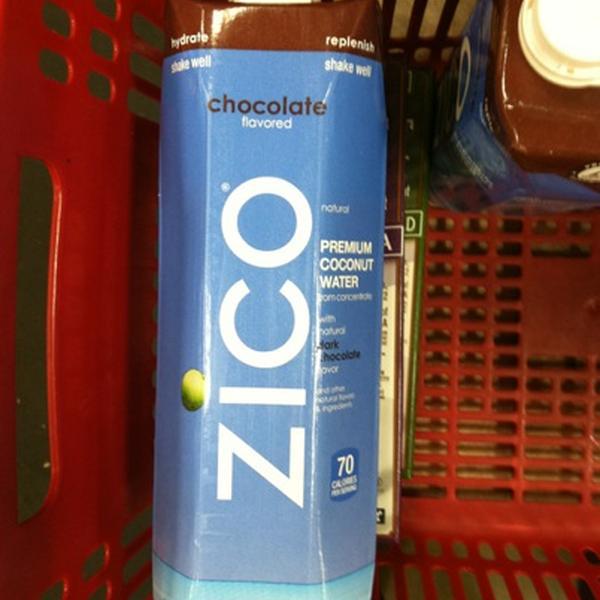 hydrate replenish
shake well shake well
chocolate
flavored
ZICO®
natural
PREMIUM
COCONUT
WATER
from concentrate
with
natural
dark
chocolate
flavor
and other
natural flavors
& ingredients
70
CALORIES
PER SERVING
D
A